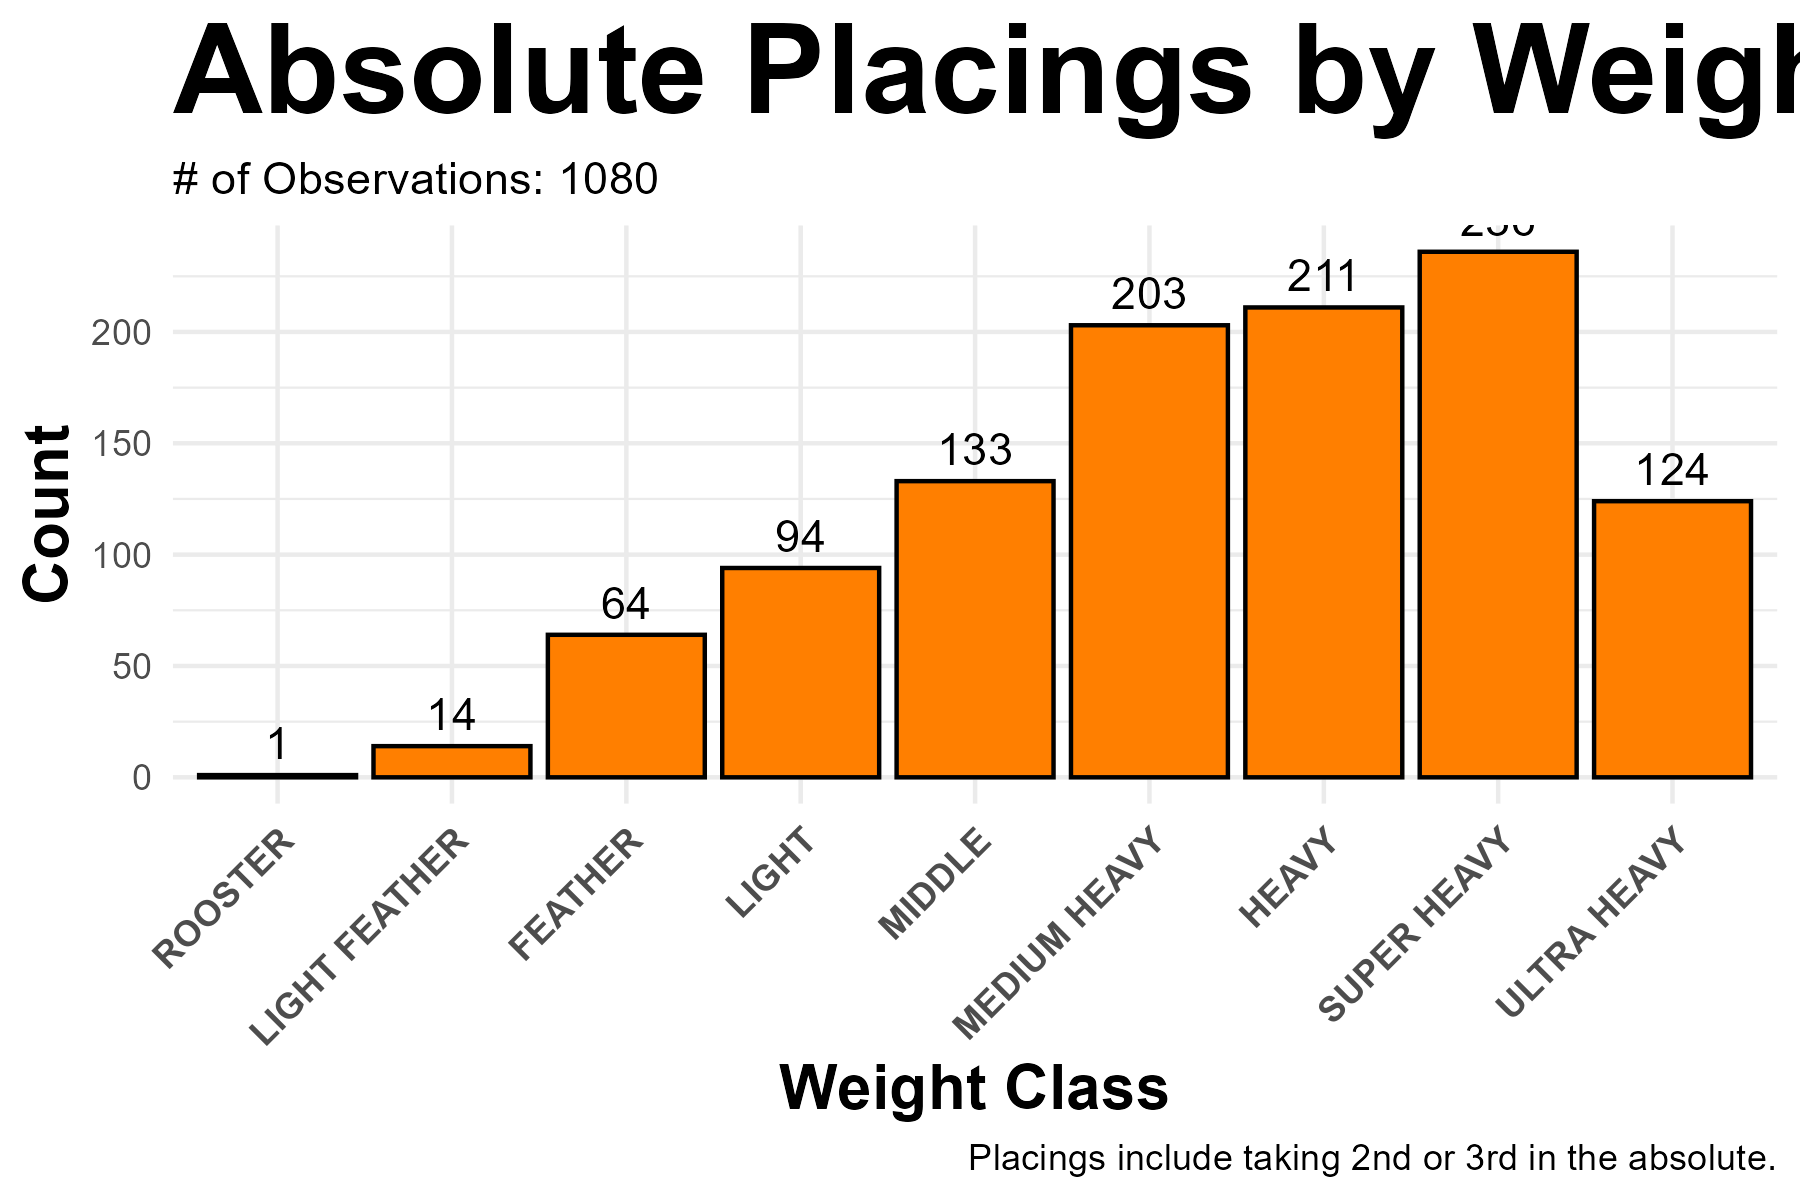 Absolute Placings by Weigh
# of Observations: 1080
Count
200
150
100
50
0
1
14
64
94
133
203
211
124
ROOSTER
LIGHT FEATHER
FEATHER
LIGHT
MIDDLE
MEDIUM HEAVY
HEAVY
SUPER HEAVY
ULTRA HEAVY
Weight Class
Placings include taking 2nd or 3rd in the absolute.